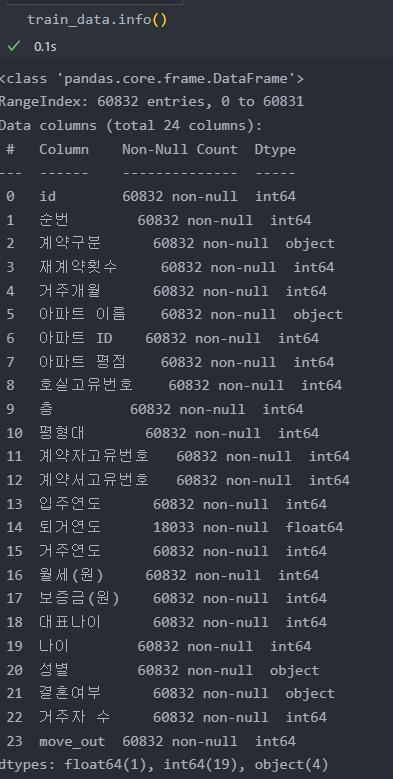 train_data.info()
✓ 0.1s
<class 'pandas.core.frame.DataFrame'>
RangeIndex: 60832 entries, 0 to 60831
Data columns (total 24 columns):
 #   Column    Non-Null Count  Dtype
---  ------    --------------  -----
 0   id        60832 non-null  int64
 1   순번        60832 non-null  int64
 2   계약구분      60832 non-null  object
 3   재계약횟수     60832 non-null  int64
 4   거주개월      60832 non-null  int64
 5   아파트 이름    60832 non-null  object
 6   아파트 ID    60832 non-null  int64
 7   아파트 평점    60832 non-null  int64
 8   호실고유번호    60832 non-null  int64
 9   층         60832 non-null  int64
 10  평형대       60832 non-null  int64
 11  계약자고유번호   60832 non-null  int64
 12  계약서고유번호   60832 non-null  int64
 13  입주연도      60832 non-null  int64
 14  퇴거연도      18033 non-null  float64
 15  거주연도      60832 non-null  int64
 16  월세(원)     60832 non-null  int64
 17  보증금(원)    60832 non-null  int64
 18  대표나이      60832 non-null  int64
 19  나이        60832 non-null  int64
 20  성별        60832 non-null  object
 21  결혼여부      60832 non-null  object
 22  거주자 수     60832 non-null  int64
 23  move_out  60832 non-null  int64
dtypes: float64(1), int64(19), object(4)